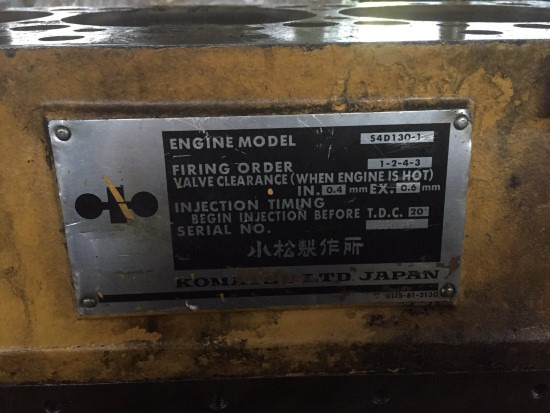 ENGINE MODEL S4D130-1
FIRING ORDER 1-2-4-3
VALVE CLEARANCE (WHEN ENGINE IS HOT)
IN. 0.4 mm EX. 0.6 mm
INJECTION TIMING
BEGIN INJECTION BEFORE T.D.C. 20°
SERIAL NO.
小松製作所
KOMATSU LTD. JAPAN